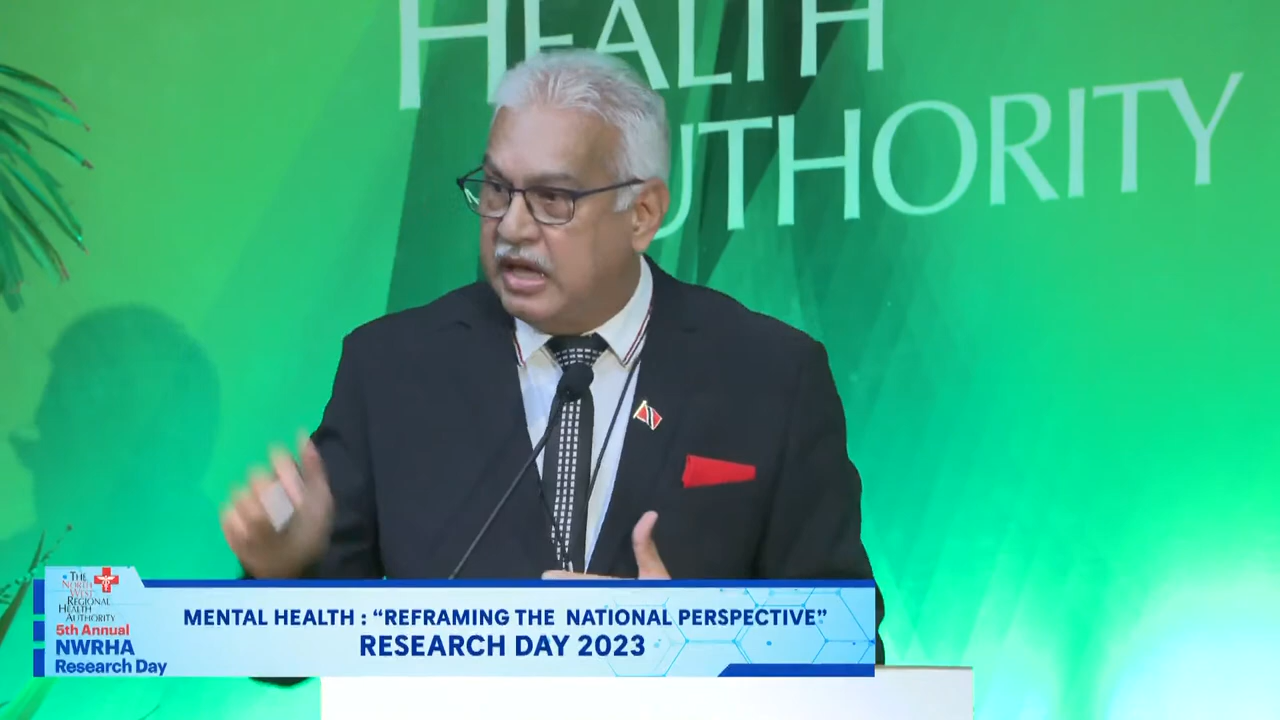 HEALTH
AUTHORITY
THE
NORTH
WEST
REGIONAL
HEALTH
AUTHORITY
5th Annual
NWRHA
Research Day
MENTAL HEALTH : “REFRAMING THE NATIONAL PERSPECTIVE”
RESEARCH DAY 2023